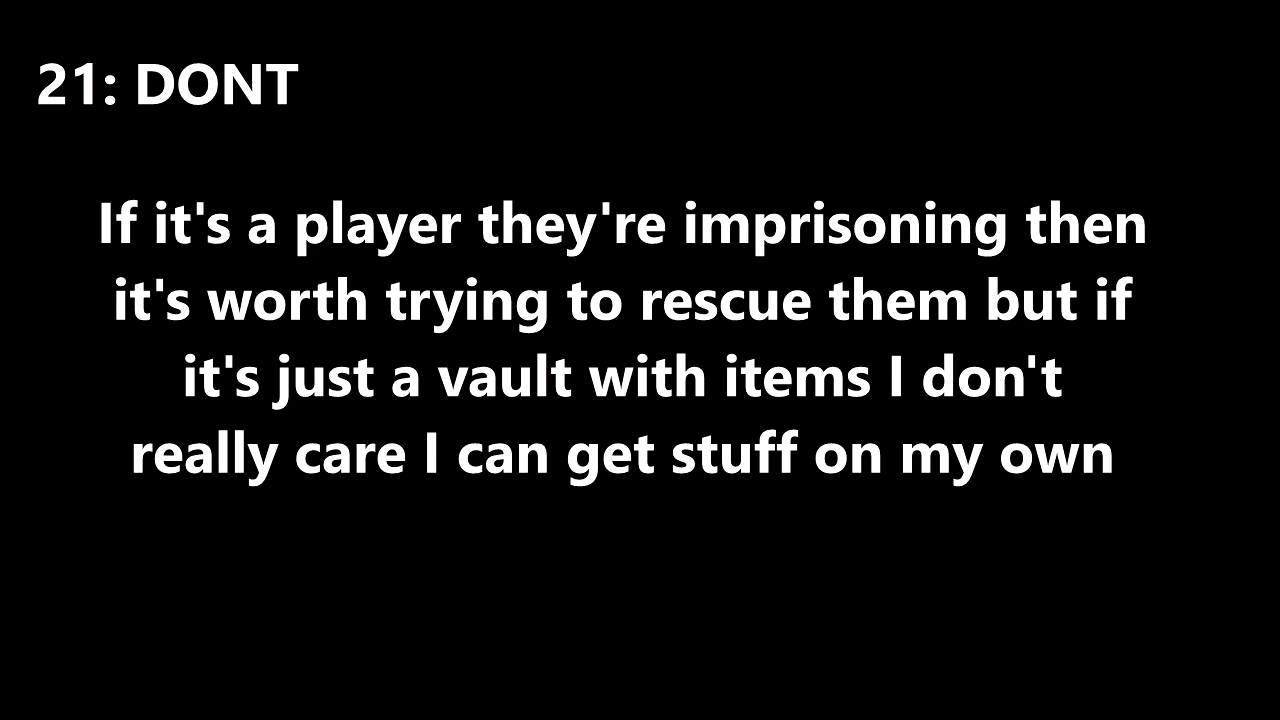 21: DONT
If it's a player they're imprisoning then
it's worth trying to rescue them but if
it's just a vault with items I don't
really care I can get stuff on my own